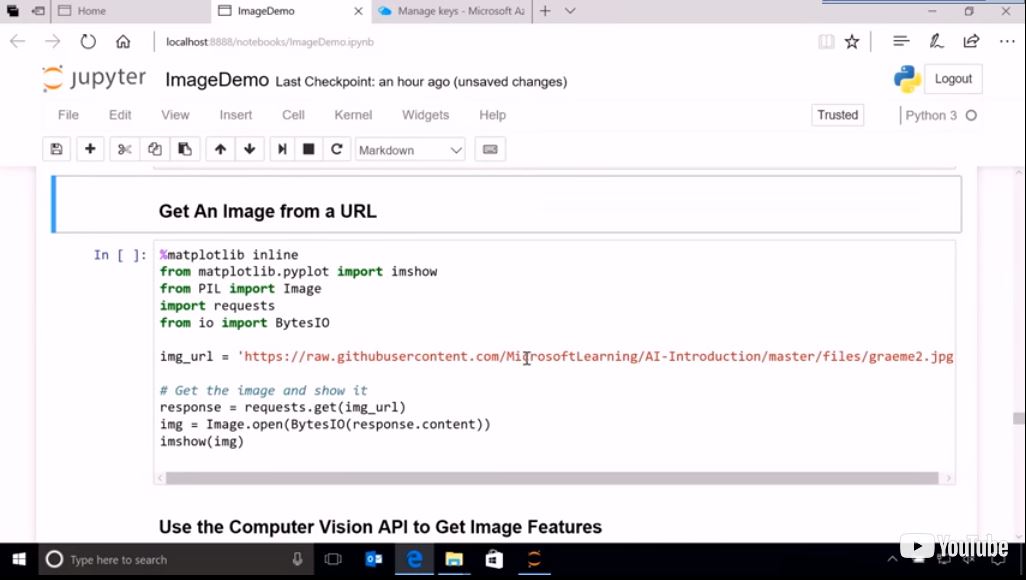 Home
ImageDemo
Manage keys - Microsoft Az
localhost:8888/notebooks/ImageDemo.ipynb
jupyter ImageDemo Last Checkpoint: an hour ago (unsaved changes)
Logout
File Edit View Insert Cell Kernel Widgets Help
Trusted
Python 3
Markdown
Get An Image from a URL
In [ ]: %matplotlib inline
from matplotlib.pyplot import imshow
from PIL import Image
import requests
from io import BytesIO
img_url = 'https://raw.githubusercontent.com/MicrosoftLearning/AI-Introduction/master/files/graeme2.jpg
# Get the image and show it
response = requests.get(img_url)
img = Image.open(BytesIO(response.content))
imshow(img)
Use the Computer Vision API to Get Image Features
Type here to search
YouTube